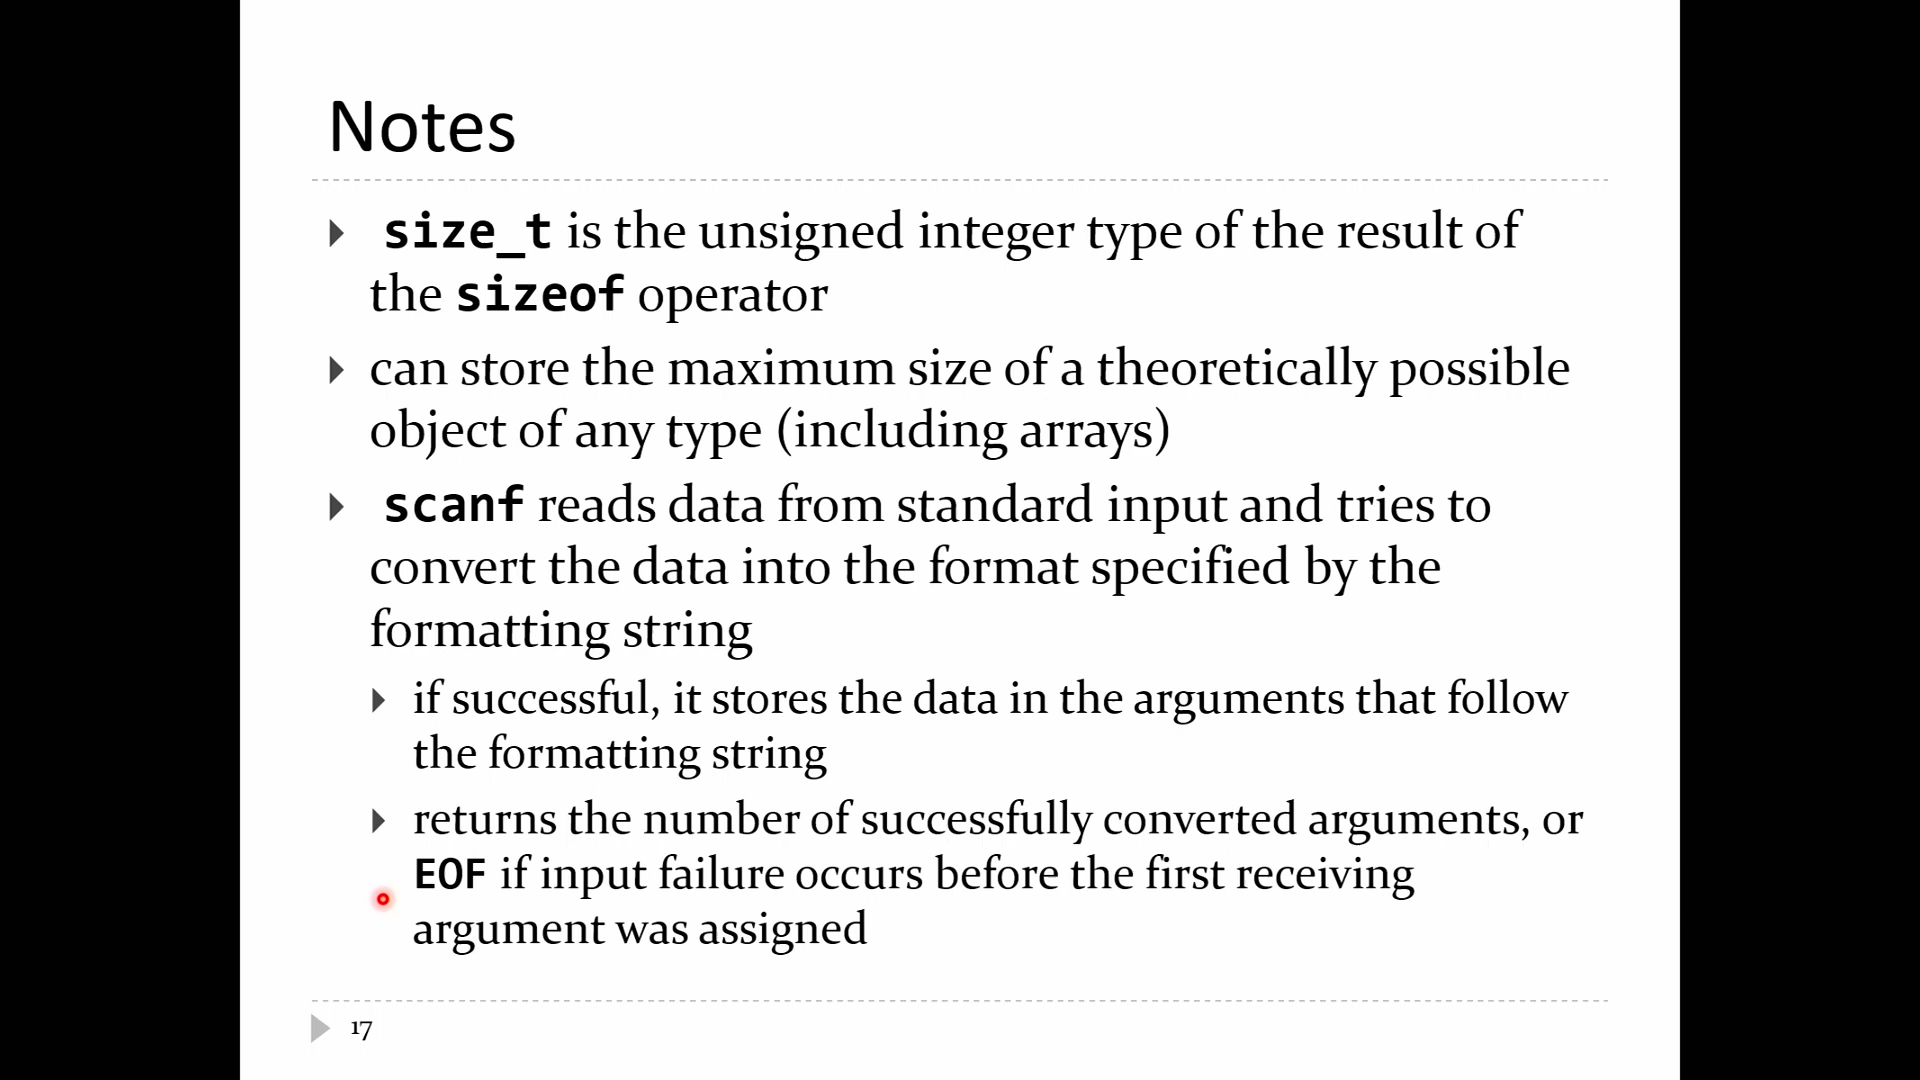 Notes
size_t is the unsigned integer type of the result of
the sizeof operator
can store the maximum size of a theoretically possible
object of any type (including arrays)
scanf reads data from standard input and tries to
convert the data into the format specified by the
formatting string
if successful, it stores the data in the arguments that follow
the formatting string
returns the number of successfully converted arguments, or
EOF if input failure occurs before the first receiving
argument was assigned
17